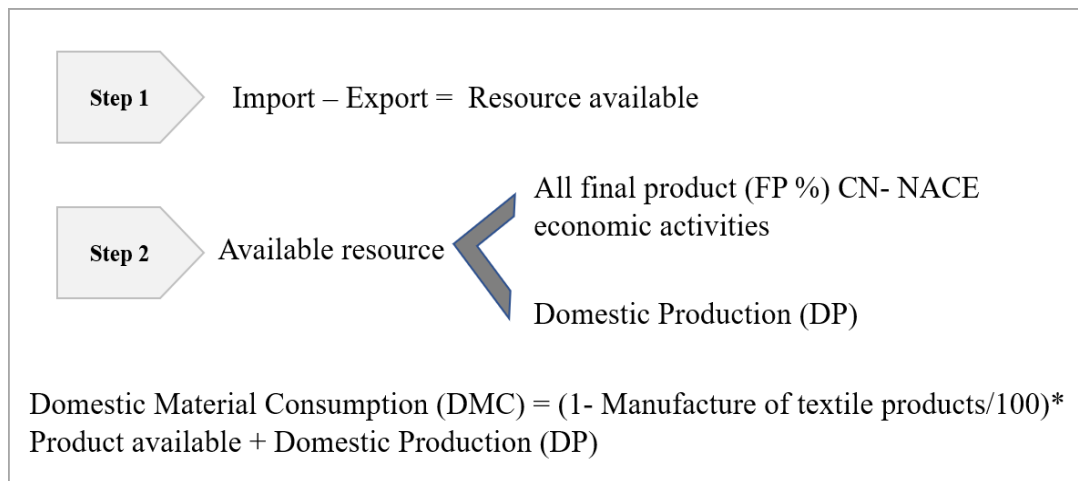 Step 1
Import – Export = Resource available
All final product (FP %) CN- NACE
economic activities
Step 2
Available resource
Domestic Production (DP)
Domestic Material Consumption (DMC) = (1- Manufacture of textile products/100)*
Product available + Domestic Production (DP)